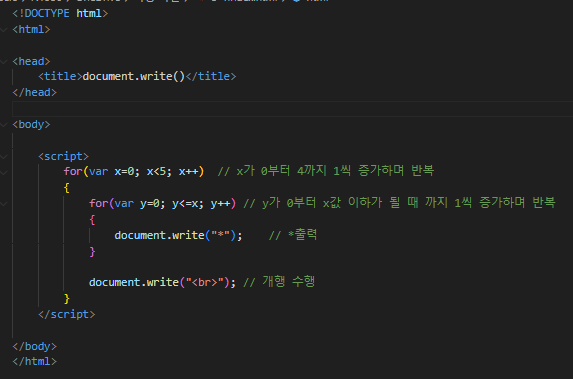 <!DOCTYPE html>
<html>
<head>
<title>document.write()</title>
</head>
<body>
<script>
for(var x=0; x<5; x++) // x가 0부터 4까지 1씩 증가하며 반복
{
for(var y=0; y<=x; y++) // y가 0부터 x값 이하가 될 때 까지 1씩 증가하며 반복
{
document.write("*"); // *출력
}
document.write("<br>"); // 개행 수행
}
</script>
</body>
</html>